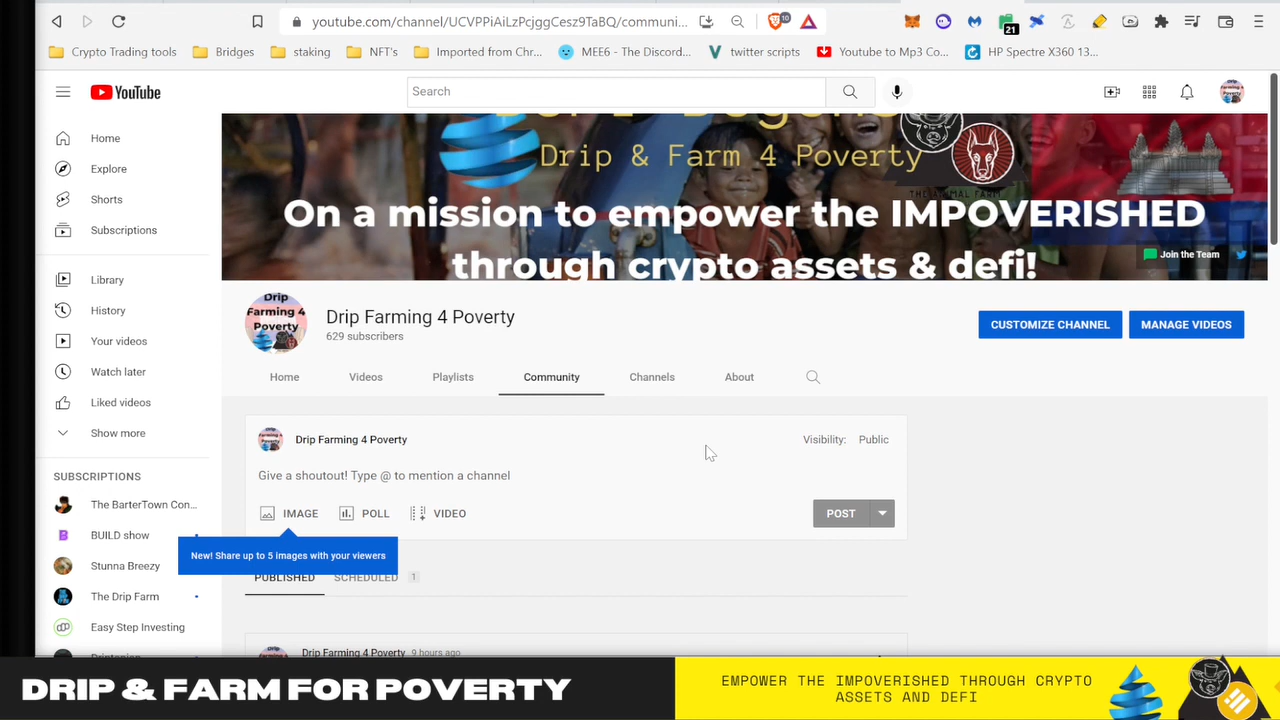 youtube.com/channel/UCVPPiAiLzPcjggCesz9TaBQ/communi...
10
21
Crypto Trading tools
Bridges
staking
NFT's
Imported from Chr...
MEE6 - The Discord...
twitter scripts
Youtube to Mp3 Co...
HP Spectre X360 13...
YouTube
Search
Drip & Farm 4 Poverty
THE ANIMAL FARM
On a mission to empower the IMPOVERISHED
through crypto assets & defi!
Join the Team
Home
Explore
Shorts
Subscriptions
Library
History
Your videos
Watch later
Liked videos
Show more
SUBSCRIPTIONS
The BarterTown Con...
BUILD show
Stunna Breezy
The Drip Farm
Easy Step Investing
Drip
Farming 4
Poverty
Drip Farming 4 Poverty
629 subscribers
CUSTOMIZE CHANNEL
MANAGE VIDEOS
Home
Videos
Playlists
Community
Channels
About
Drip Farming 4 Poverty
Visibility:
Public
Give a shoutout! Type @ to mention a channel
IMAGE
POLL
VIDEO
POST
New! Share up to 5 images with your viewers
PUBLISHED
SCHEDULED
1
Drip Farming 4 Poverty
9 hours ago
DRIP & FARM FOR POVERTY
EMPOWER THE IMPOVERISHED THROUGH CRYPTO
ASSETS AND DEFI